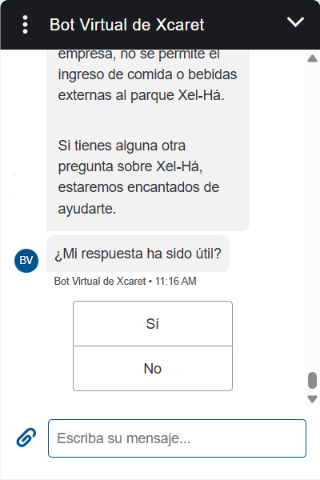 Bot Virtual de Xcaret
empresa, no se permite el
ingreso de comida o bebidas
externas al parque Xel-Há.
Si tienes alguna otra
pregunta sobre Xel-Há,
estaremos encantados de
ayudarte.
BV
¿Mi respuesta ha sido útil?
Bot Virtual de Xcaret • 11:16 AM
Sí
No
Escriba su mensaje...